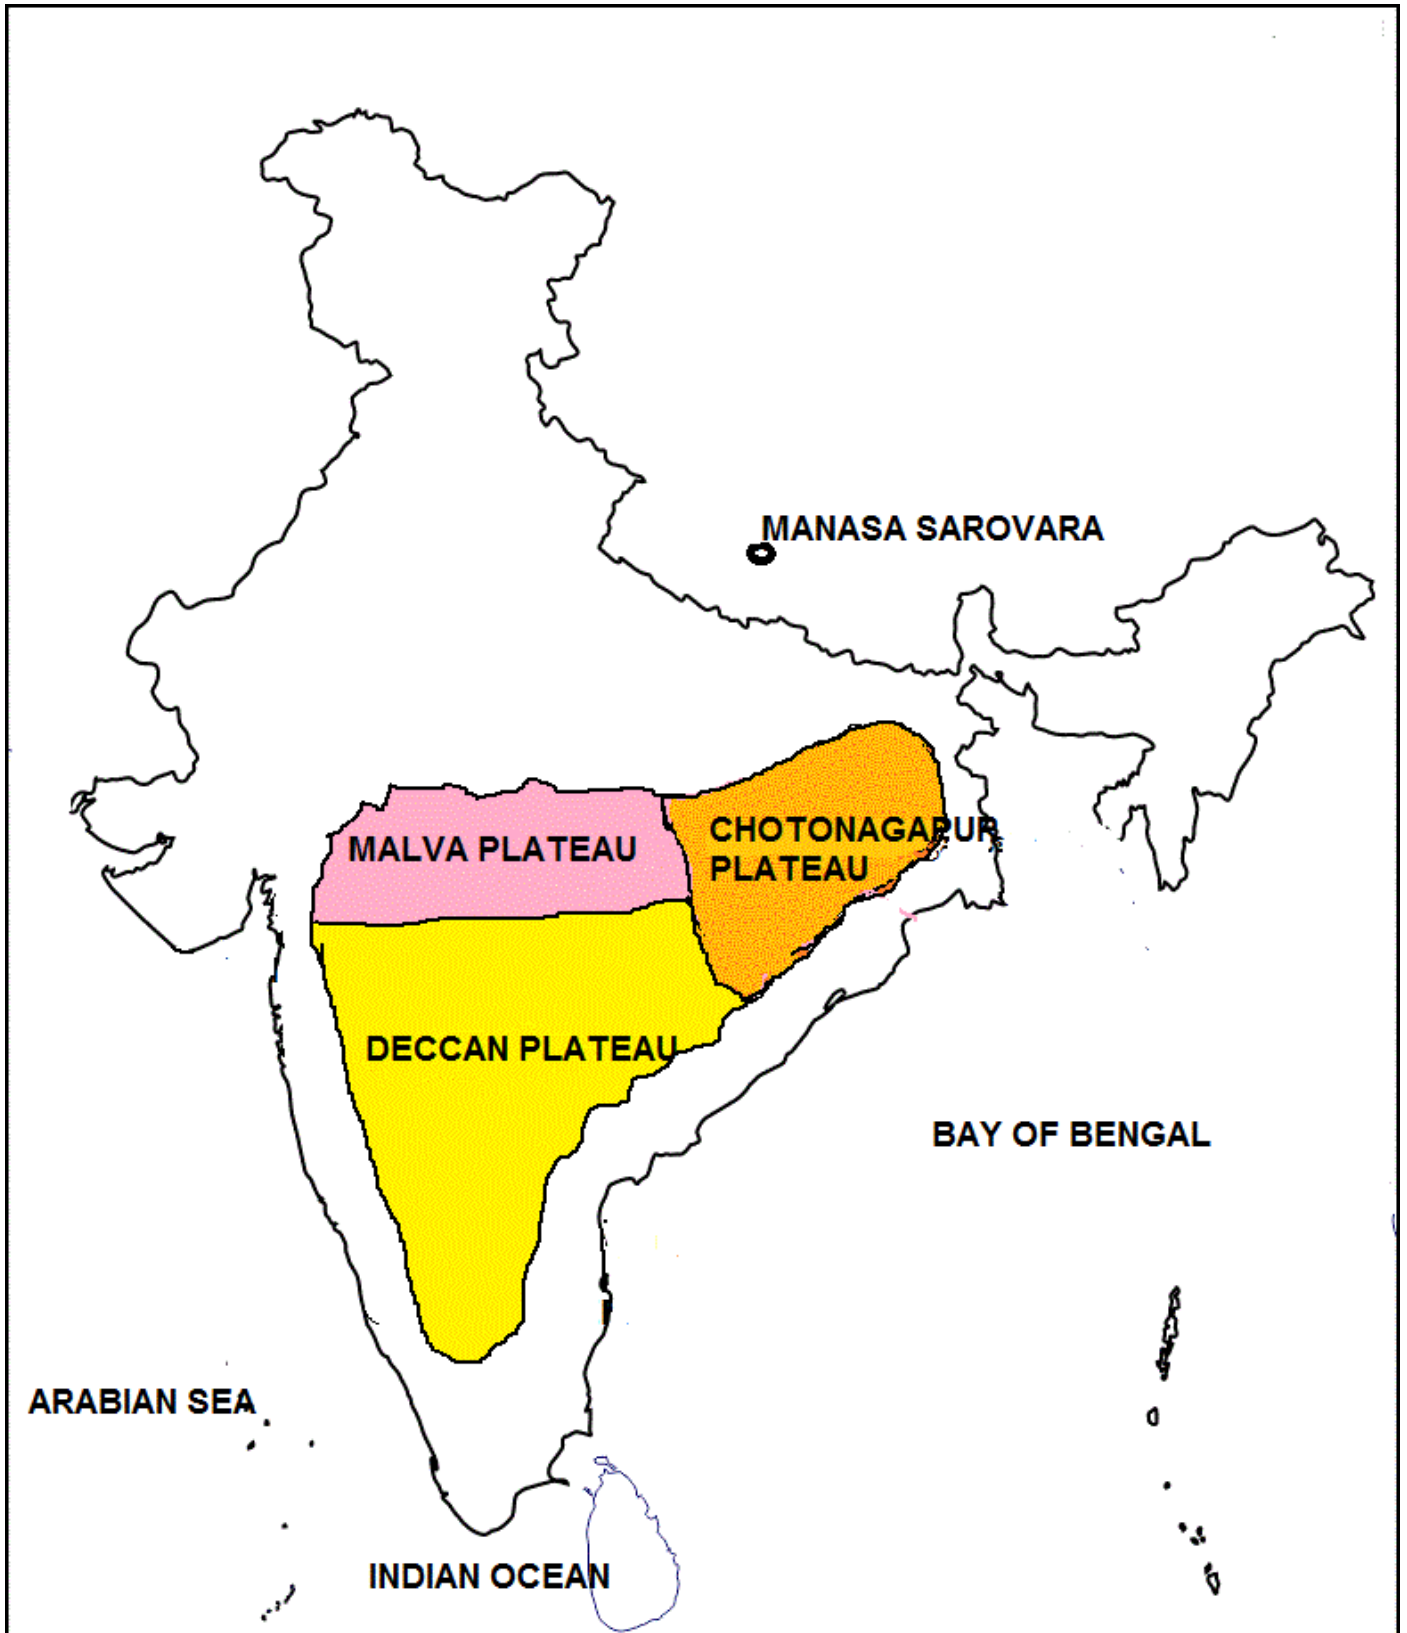 MANASA SAROVARA
MALVA PLATEAU
CHOTONAGAPUR
PLATEAU
DECCAN PLATEAU
BAY OF BENGAL
ARABIAN SEA
INDIAN OCEAN